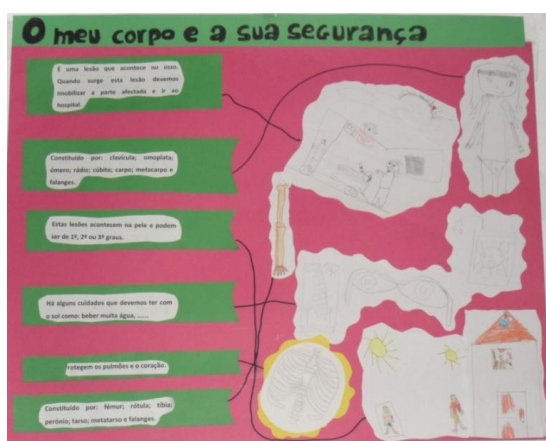 O meu corpo e a sua segurança
É uma lesão que acontece no osso.
Quando surge esta lesão devemos
imobilizar a parte afectada e ir ao
hospital.
Constituído por: clavícula; omoplata;
úmero; rádio; cúbito; carpo; metacarpo e
falanges.
Estas lesões acontecem na pele e podem
ser de 1º, 2º ou 3º graus.
Há alguns cuidados que devemos ter com
o sol como: beber muita água, ......
rotegem os pulmões e o coração.
Constituído por: fémur; rótula; tíbia;
perónio; tarso; metatarso e falanges.